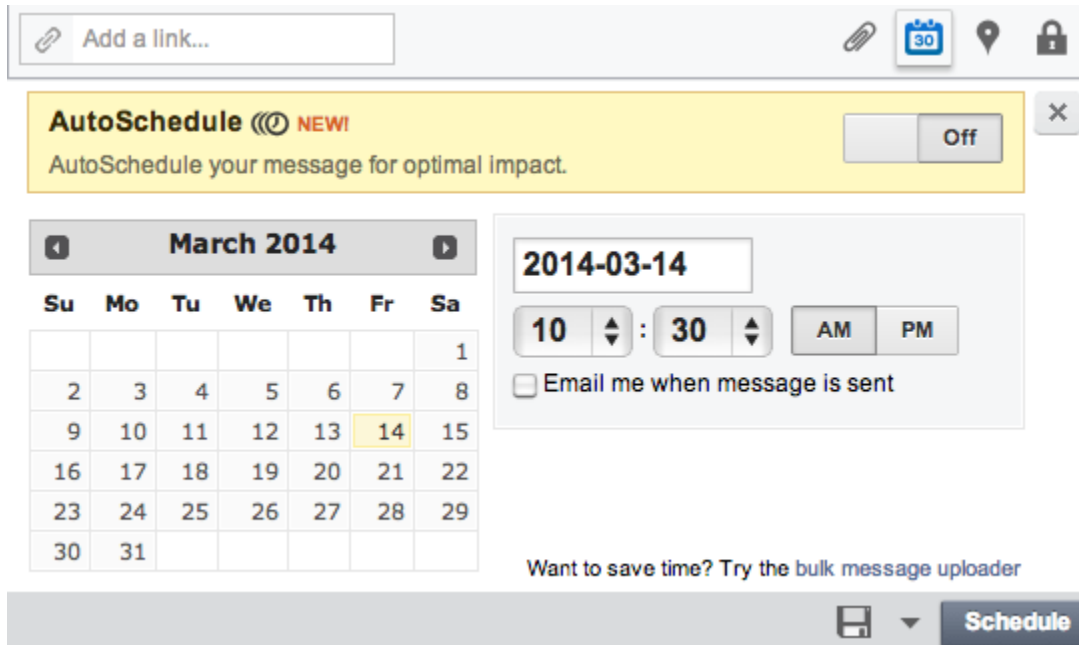 Add a link...
30
AutoSchedule NEW!
AutoSchedule your message for optimal impact.
Off
March 2014
Su Mo Tu We Th Fr Sa
1
2 3 4 5 6 7 8
9 10 11 12 13 14 15
16 17 18 19 20 21 22
23 24 25 26 27 28 29
30 31
2014-03-14
10 : 30 AM PM
Email me when message is sent
Want to save time? Try the bulk message uploader
Schedule